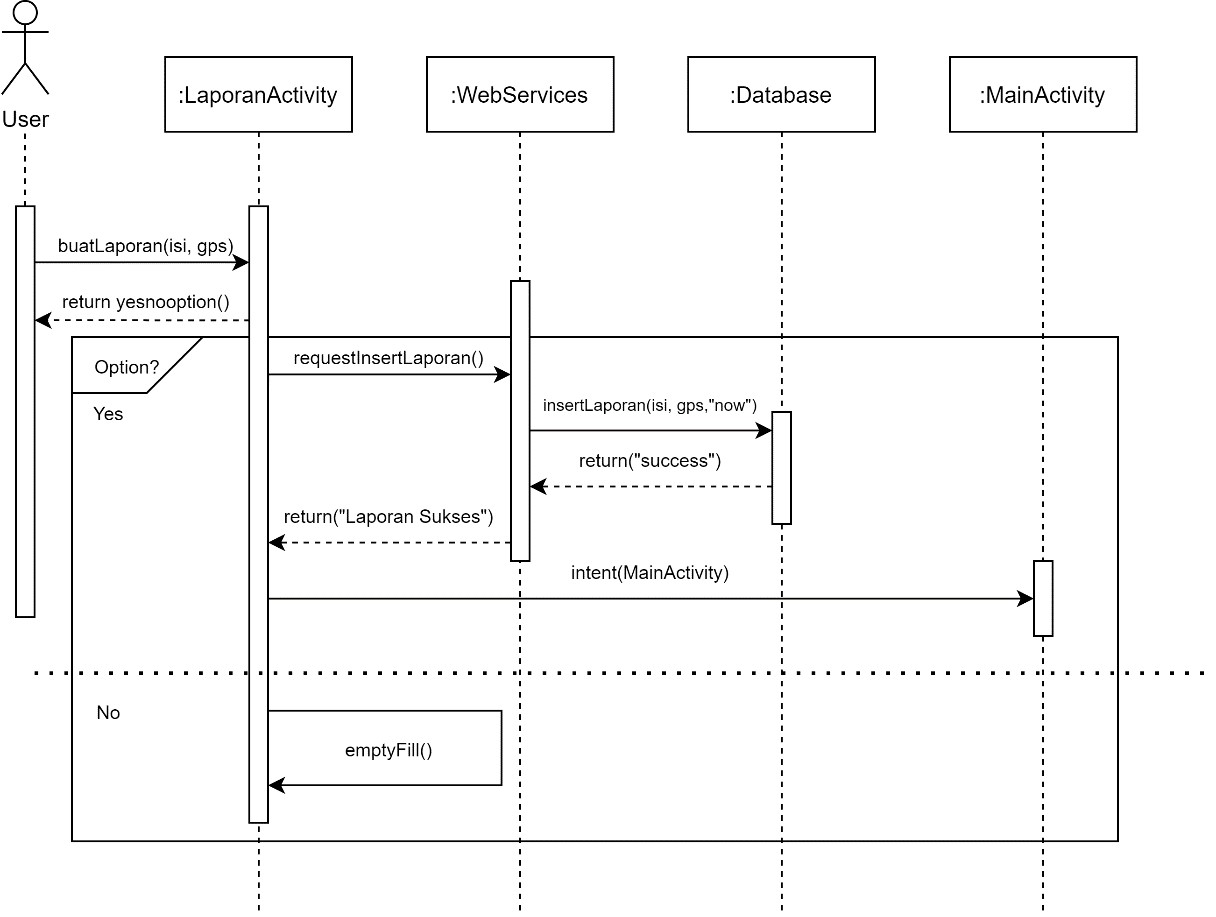 User
:LaporanActivity
:WebServices
:Database
:MainActivity
buatLaporan(isi, gps)
return yesnooption()
Option?
requestInsertLaporan()
Yes
insertLaporan(isi, gps,"now")
return("success")
return("Laporan Sukses")
intent(MainActivity)
No
emptyFill()